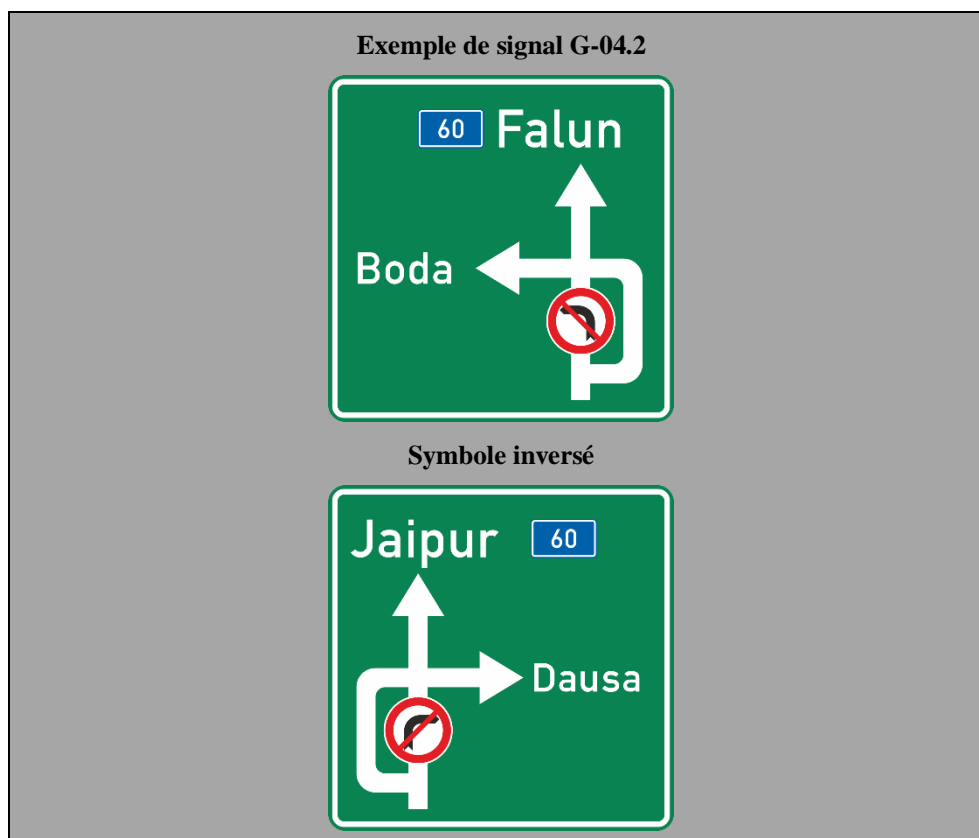 Exemple de signal G-04.2
60 Falun
Boda
Symbole inversé
Jaipur 60
Dausa